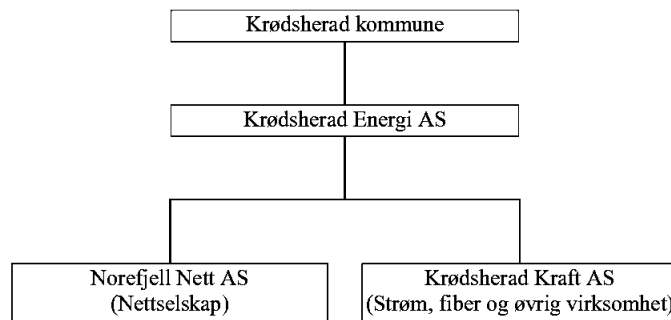 Krødsherad kommune
Krødsherad Energi AS
Norefjell Nett AS
(Nettselskap)
Krødsherad Kraft AS
(Strøm, fiber og øvrig virksomhet)